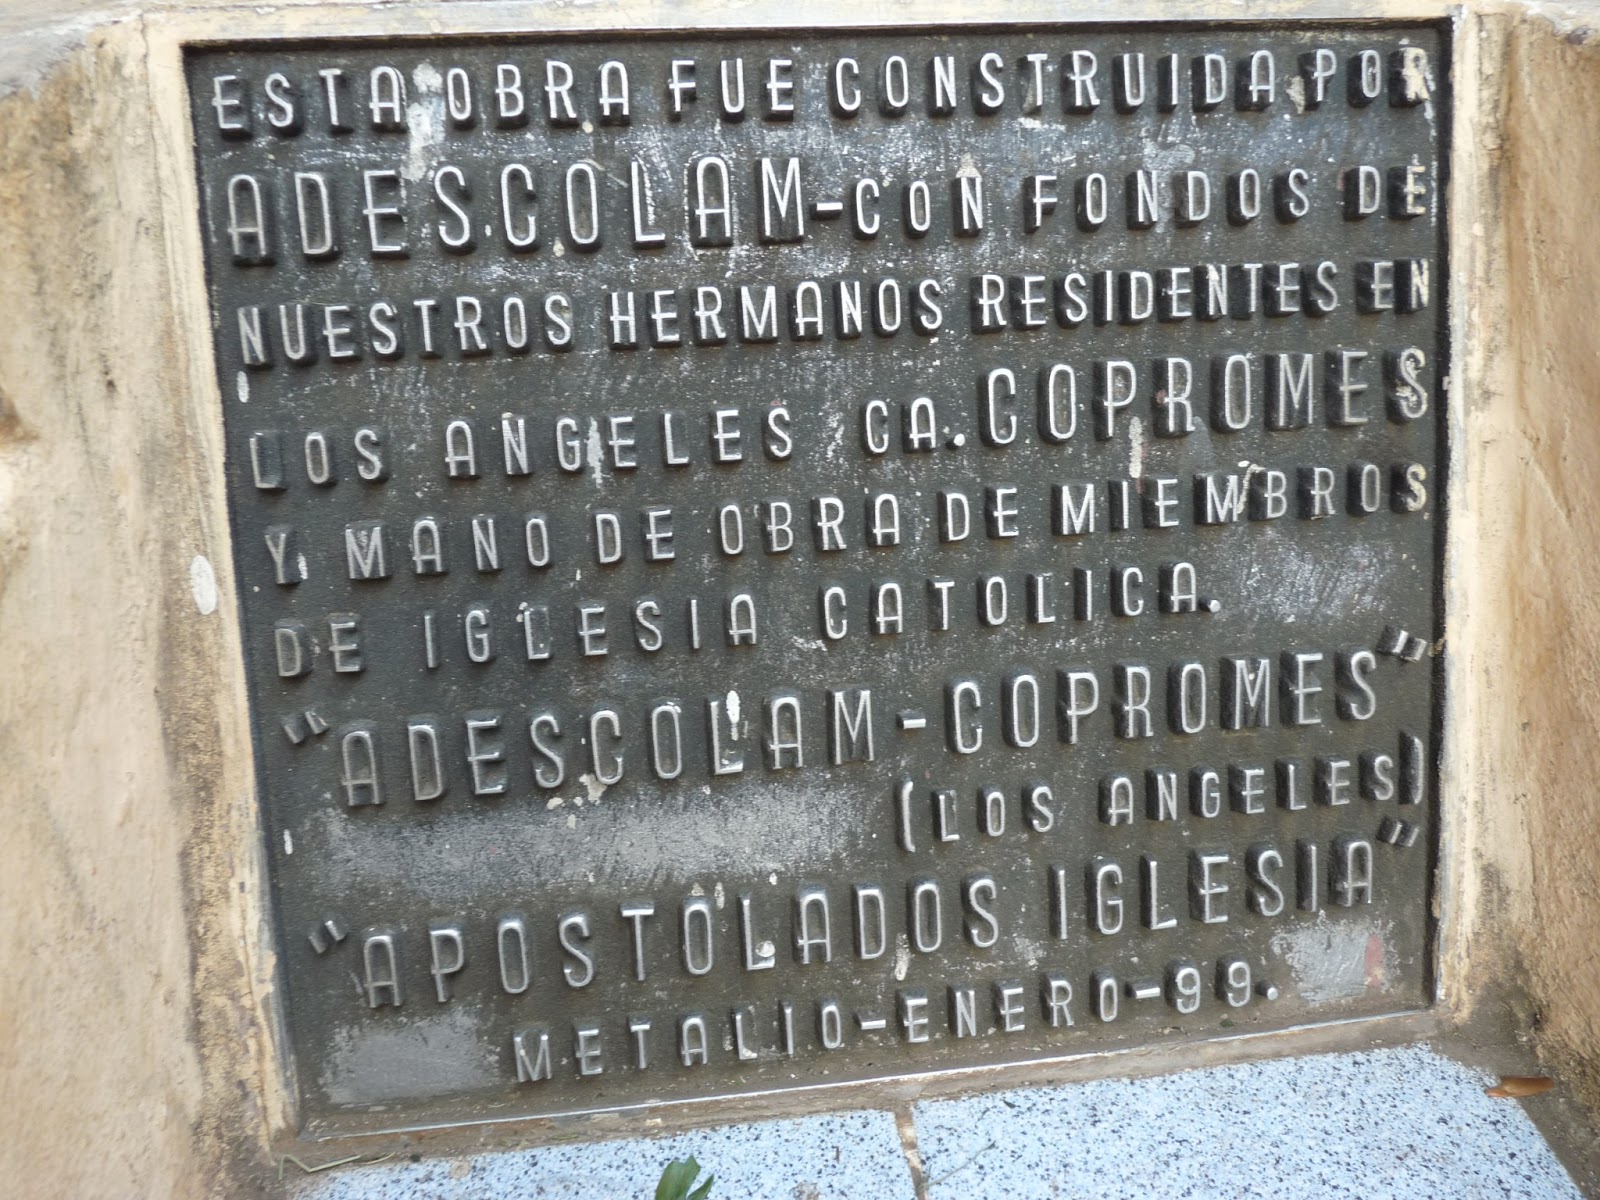 ESTA OBRA FUE CONSTRUIDA POR
ADESCOLAM-CON FONDOS DE
NUESTROS HERMANOS RESIDENTES EN
LOS ANGELES CA. COPROMES
Y MANO DE OBRA DE MIEMBROS
DE IGLESIA CATOLICA.
"ADESCOLAM-COPROMES"
(LOS ANGELES)
"APOSTOLADOS IGLESIA"
METALIO-ENERO-99.